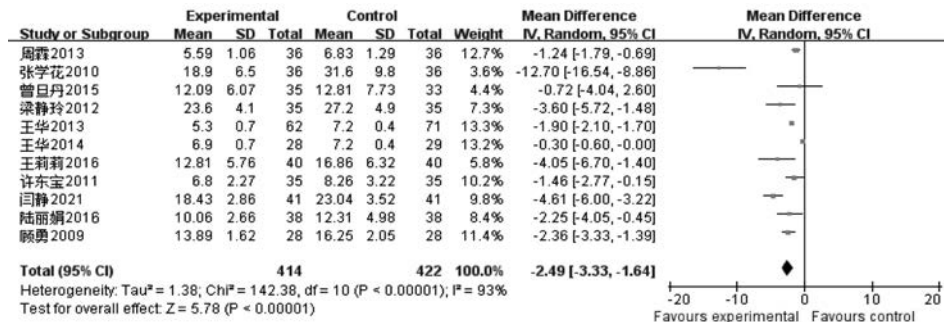 Experimental Control Mean Difference Mean Difference
Study or Subgroup Mean SD Total Mean SD Total Weight IV, Random, 95% CI IV, Random, 95% CI
周霖2013 5.59 1.06 36 6.83 1.29 36 12.7% -1.24 [-1.79, -0.69]
张学花2010 18.9 6.5 36 31.6 9.8 36 3.6% -12.70 [-16.54, -8.86]
曾旦丹2015 12.09 6.07 35 12.81 7.73 33 4.4% -0.72 [-4.04, 2.60]
梁静玲2012 23.6 4.1 35 27.2 4.9 35 7.3% -3.60 [-5.72, -1.48]
王华2013 5.3 0.7 62 7.2 0.4 71 13.3% -1.90 [-2.10, -1.70]
王华2014 6.9 0.7 28 7.2 0.4 29 13.2% -0.30 [-0.60, -0.00]
王莉莉2016 12.81 5.76 40 16.86 6.32 40 5.8% -4.05 [-6.70, -1.40]
许东宝2011 6.8 2.27 35 8.26 3.22 35 10.2% -1.46 [-2.77, -0.15]
闫静2021 18.43 2.86 41 23.04 3.52 41 9.8% -4.61 [-6.00, -3.22]
陆丽娟2016 10.06 2.66 38 12.31 4.98 38 8.4% -2.25 [-4.05, -0.45]
顾勇2009 13.89 1.62 28 16.25 2.05 28 11.4% -2.36 [-3.33, -1.39]
Total (95% CI) 414 422 100.0% -2.49 [-3.33, -1.64]
Heterogeneity: Tau² = 1.38; Chi² = 142.38, df = 10 (P < 0.00001); I² = 93%
Test for overall effect: Z = 5.78 (P < 0.00001)
-20 -10 0 10 20
Favours experimental Favours control